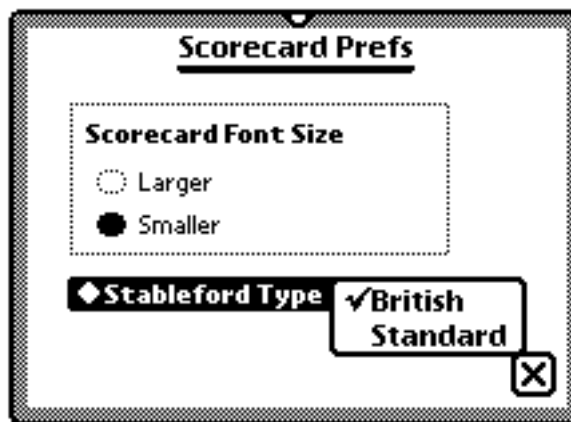 Scorecard Prefs
Scorecard Font Size
Larger
Smaller
Stableford Type
British
Standard